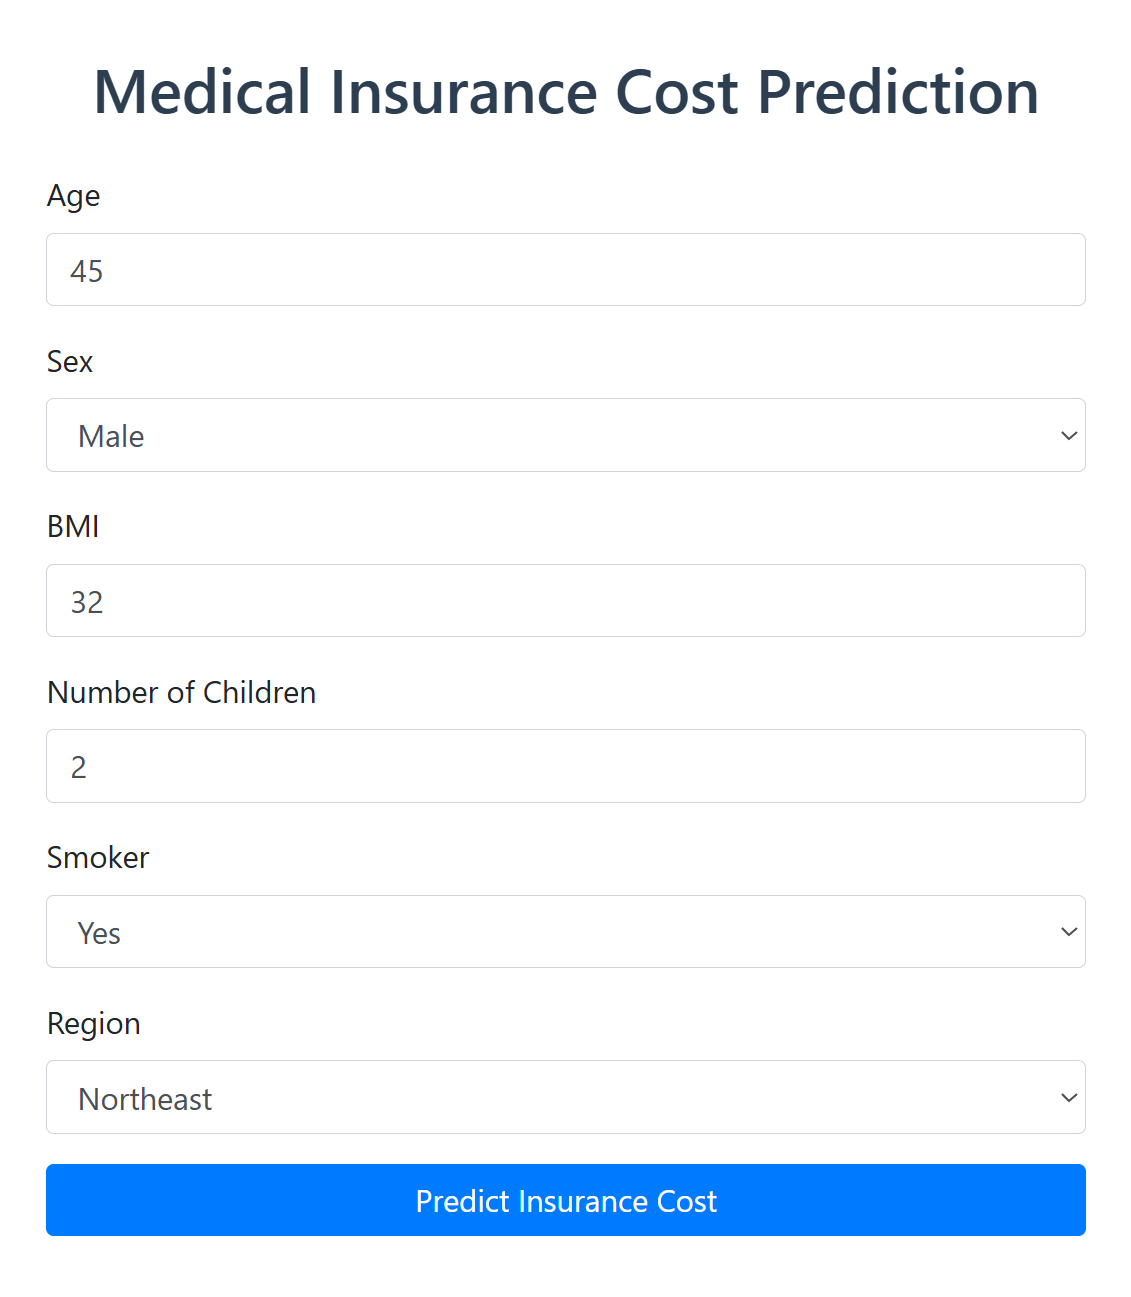 Medical Insurance Cost Prediction
Age
45
Sex
Male
BMI
32
Number of Children
2
Smoker
Yes
Region
Northeast
Predict Insurance Cost